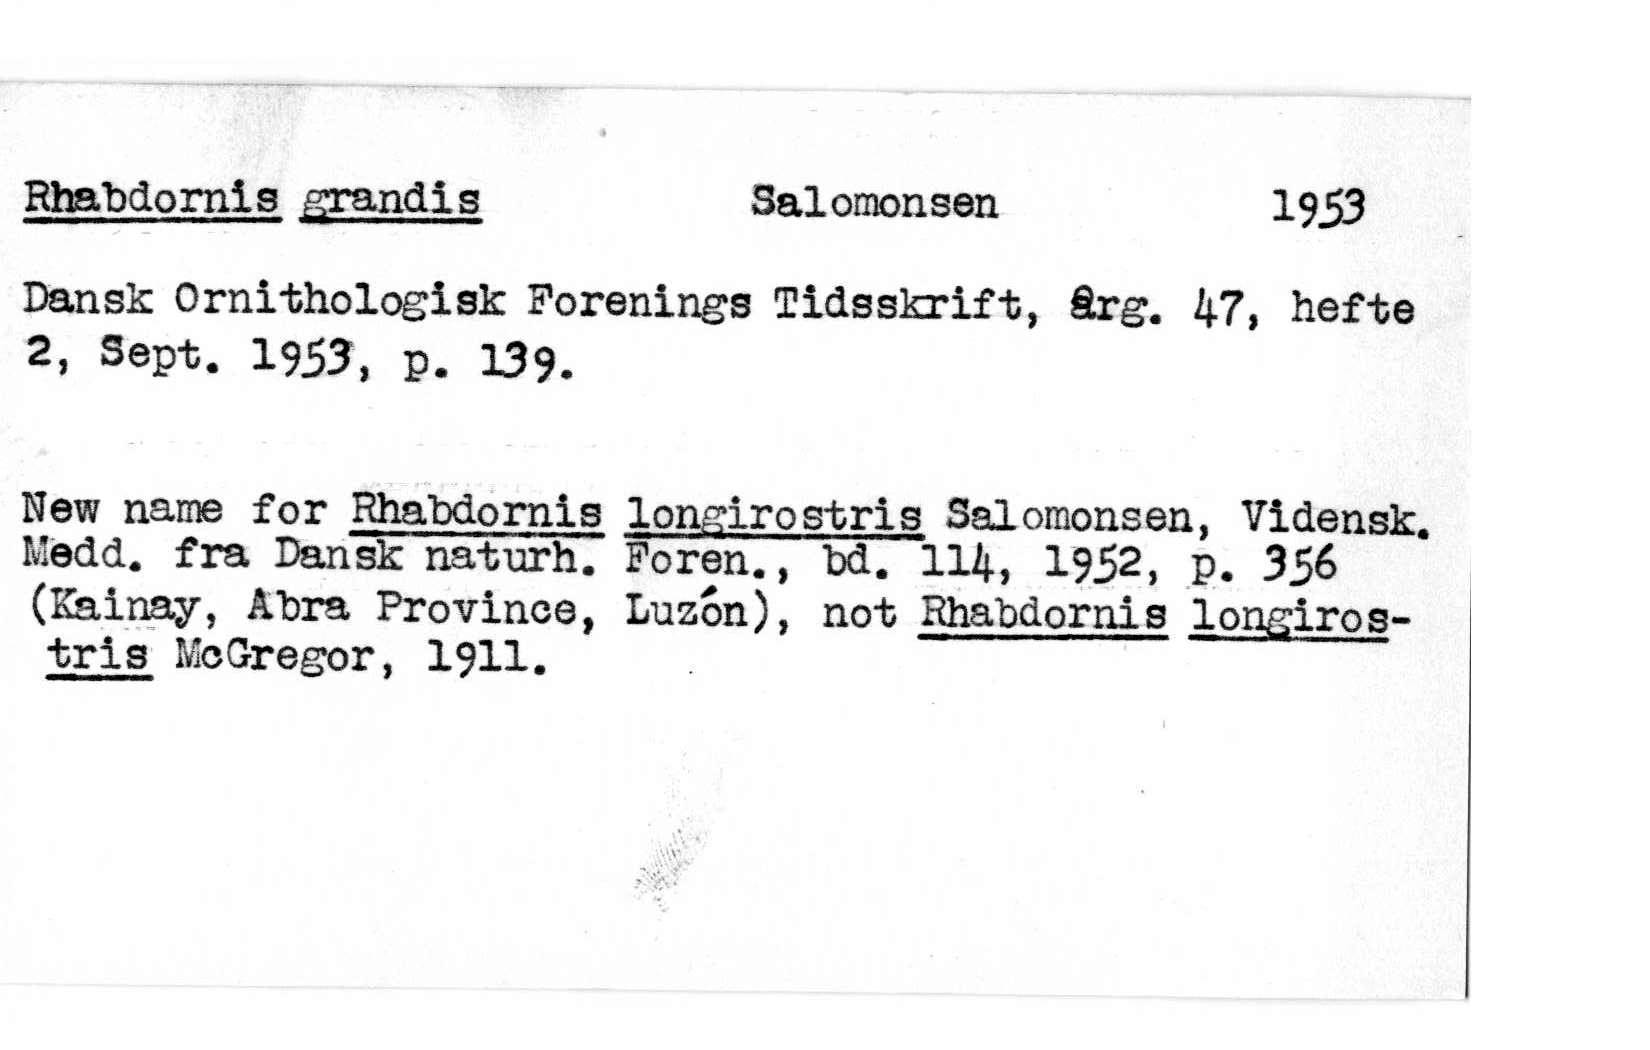 Rhabdornis grandis Salomonsen 1953
Dansk Ornithologisk Forenings Tidsskrift, årg. 47, hefte
2, Sept. 1953, p. 139.
New name for Rhabdornis longirostris Salomonsen, Vidensk.
Medd. fra Dansk naturh. Foren., bd. 114, 1952, p. 356
(Kainay, Abra Province, Luzón), not Rhabdornis longiros-
tris McGregor, 1911.